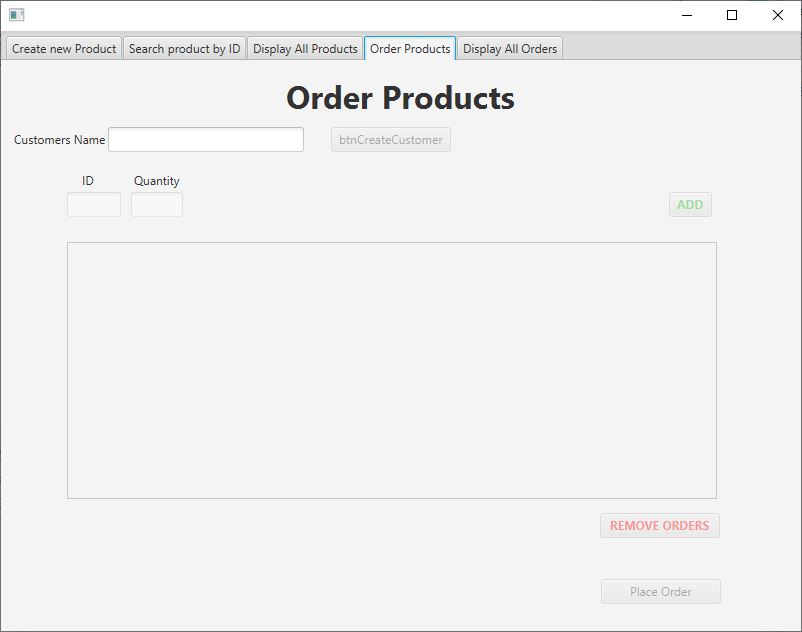 Create new Product Search product by ID Display All Products Order Products Display All Orders
Order Products
Customers Name btnCreateCustomer
ID Quantity
ADD
REMOVE ORDERS
Place Order